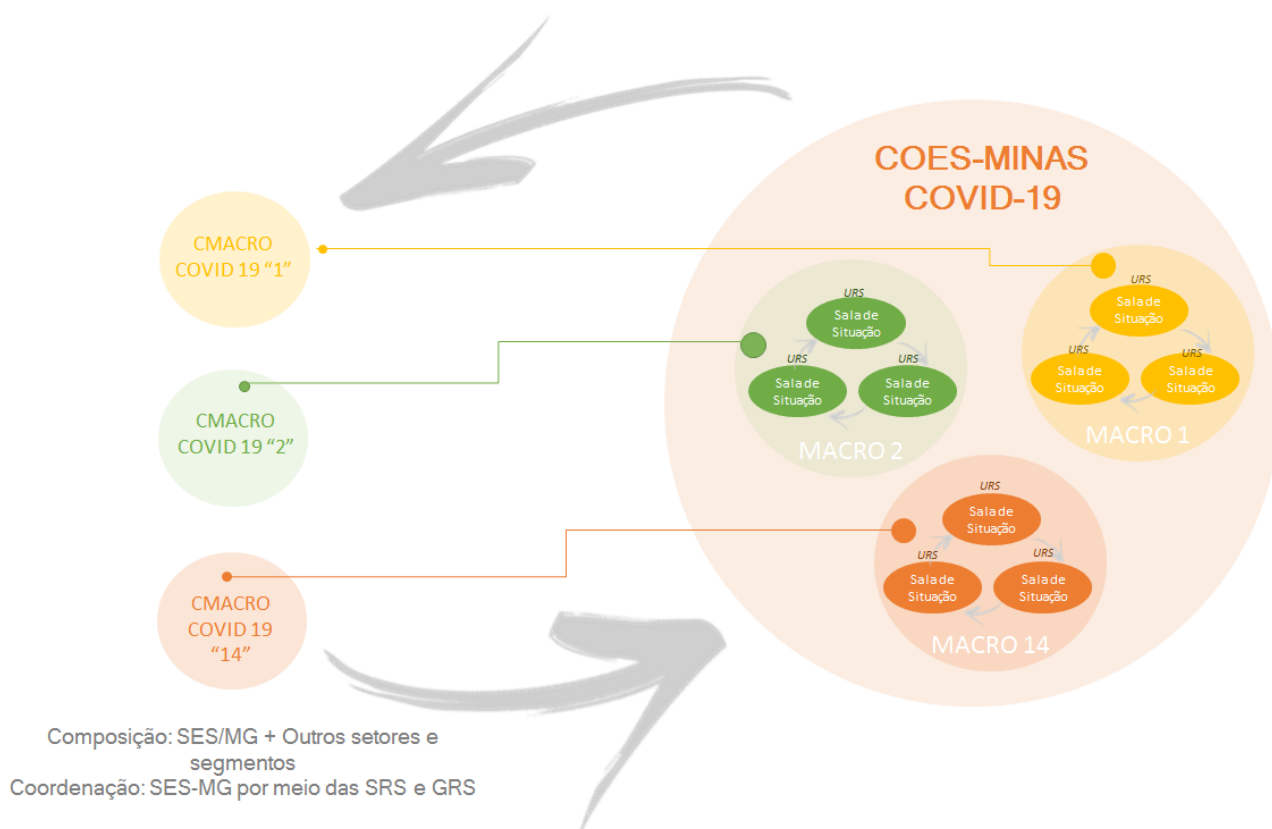 COES-MINAS
COVID-19
CMACRO
COVID 19 “1”
CMACRO
COVID 19 “2”
CMACRO
COVID 19
“14”
URS
Sala de
Situação
URS
Sala de
Situação
URS
Sala de
Situação
MACRO 1
URS
Sala de
Situação
URS
Sala de
Situação
URS
Sala de
Situação
MACRO 2
URS
Sala de
Situação
URS
Sala de
Situação
URS
Sala de
Situação
MACRO 14
Composição: SES/MG + Outros setores e
segmentos
Coordenação: SES-MG por meio das SRS e GRS